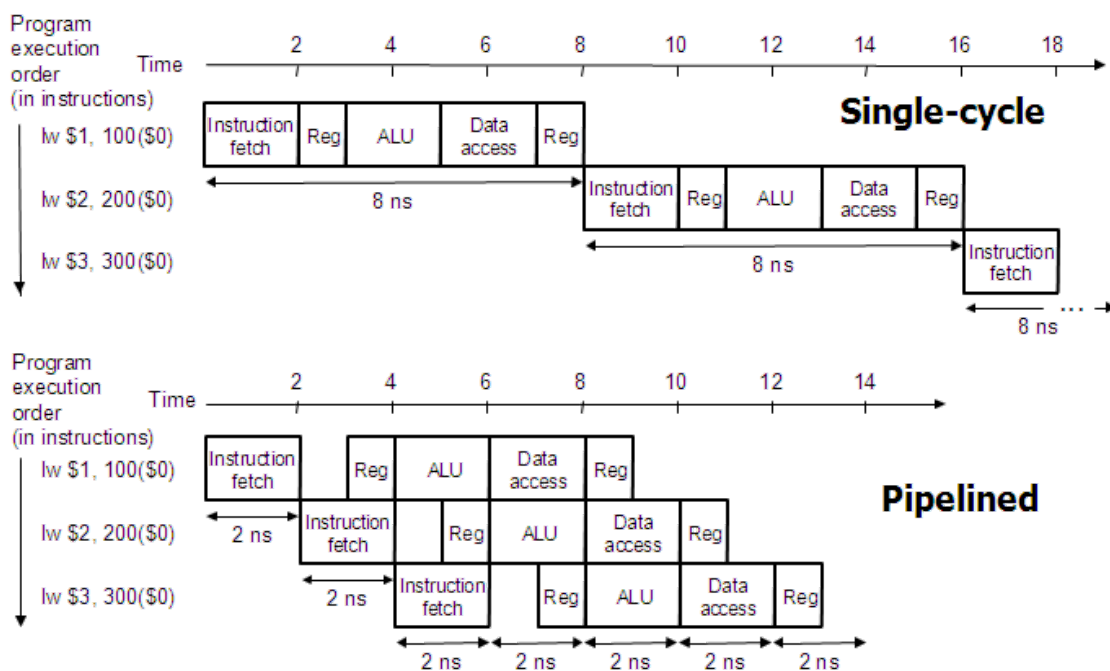 Program
execution
order
(in instructions)
Time
2 4 6 8 10 12 14 16 18
Single-cycle
lw $1, 100($0)
Instruction
fetch
Reg
ALU
Data
access
Reg
8 ns
lw $2, 200($0)
Instruction
fetch
Reg
ALU
Data
access
Reg
8 ns
lw $3, 300($0)
Instruction
fetch
...
8 ns
Program
execution
order
(in instructions)
Time
2 4 6 8 10 12 14
Pipelined
lw $1, 100($0)
Instruction
fetch
Reg
ALU
Data
access
Reg
2 ns
lw $2, 200($0)
Instruction
fetch
Reg
ALU
Data
access
Reg
2 ns
lw $3, 300($0)
Instruction
fetch
Reg
ALU
Data
access
Reg
2 ns 2 ns 2 ns 2 ns 2 ns